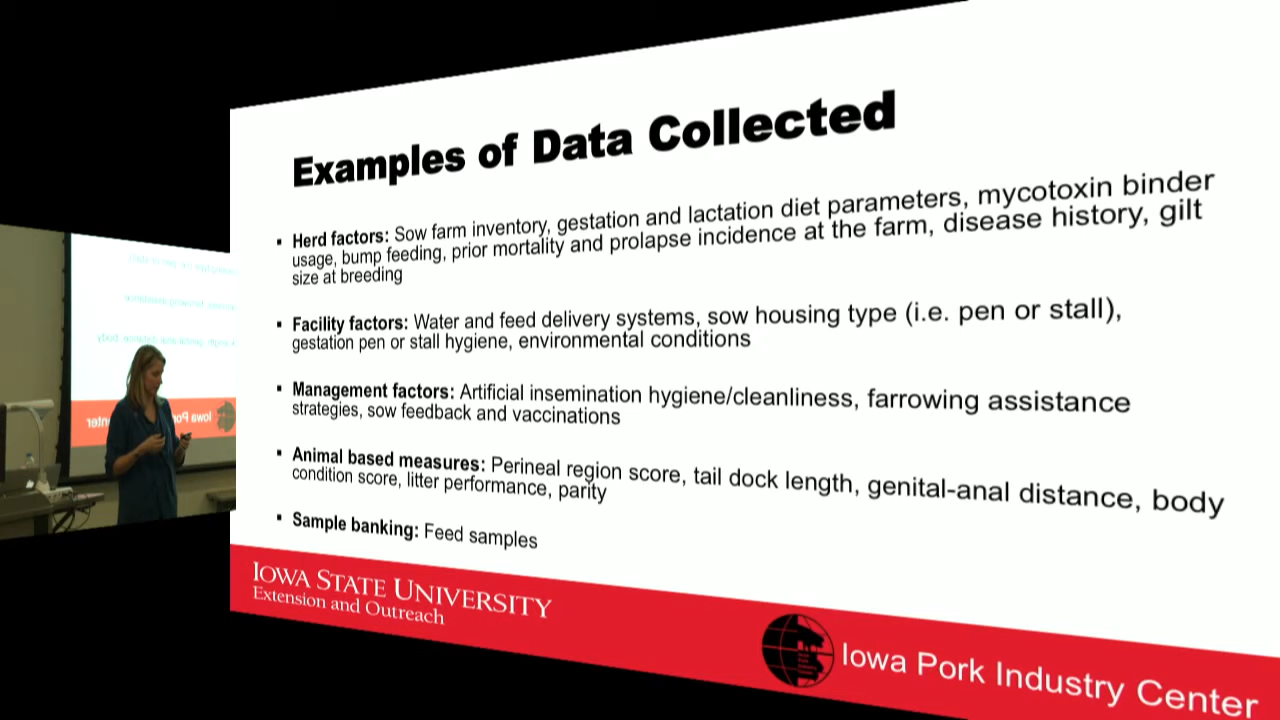 Examples of Data Collected
▪ Herd factors: Sow farm inventory, gestation and lactation diet parameters, mycotoxin binder
usage, bump feeding, prior mortality and prolapse incidence at the farm, disease history, gilt
size at breeding
▪ Facility factors: Water and feed delivery systems, sow housing type (i.e. pen or stall),
gestation pen or stall hygiene, environmental conditions
▪ Management factors: Artificial insemination hygiene/cleanliness, farrowing assistance
strategies, sow feedback and vaccinations
▪ Animal based measures: Perineal region score, tail dock length, genital-anal distance, body
condition score, litter performance, parity
▪ Sample banking: Feed samples
IOWA STATE UNIVERSITY
Extension and Outreach
Iowa Pork Industry Center